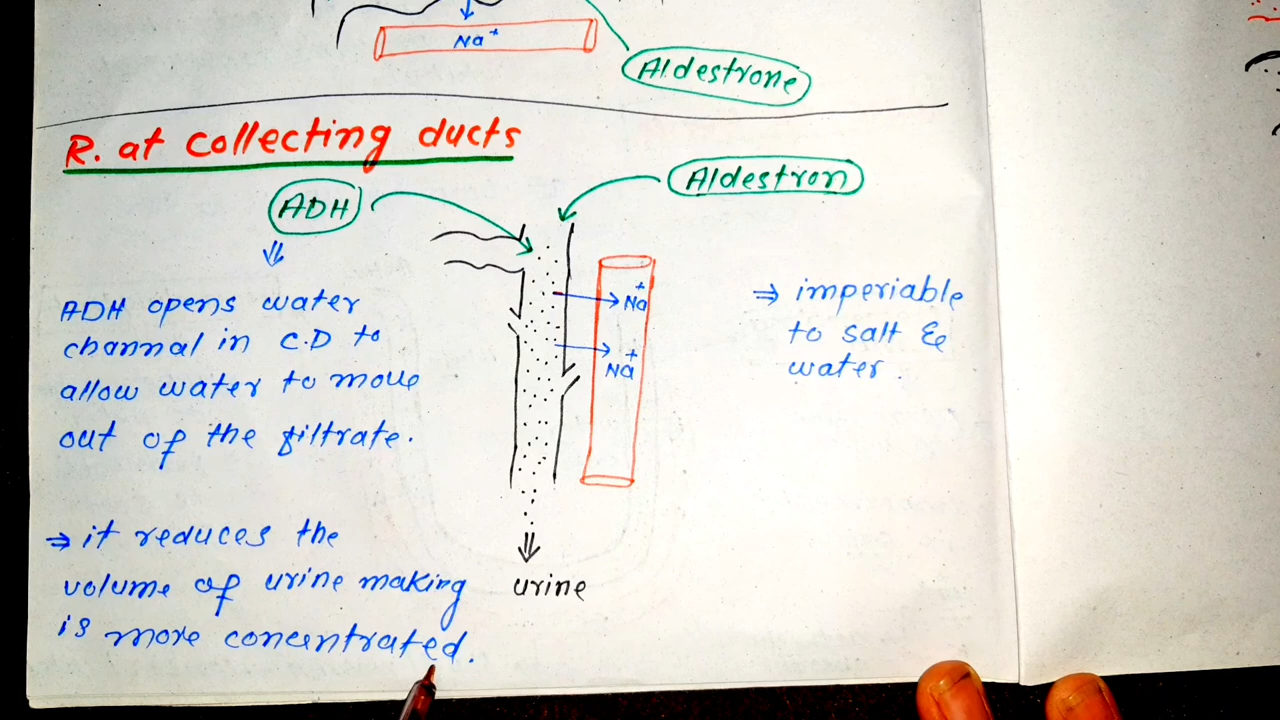 Na+
Aldestrone
R. at collecting ducts
ADH
Aldestron
ADH opens water
channal in C.D to
allow water to move
out of the filtrate.
Na+
Na+
⇒ imperiable
to salt &
water.
⇒ it reduces the
volume of urine making
is more concentrated.
urine